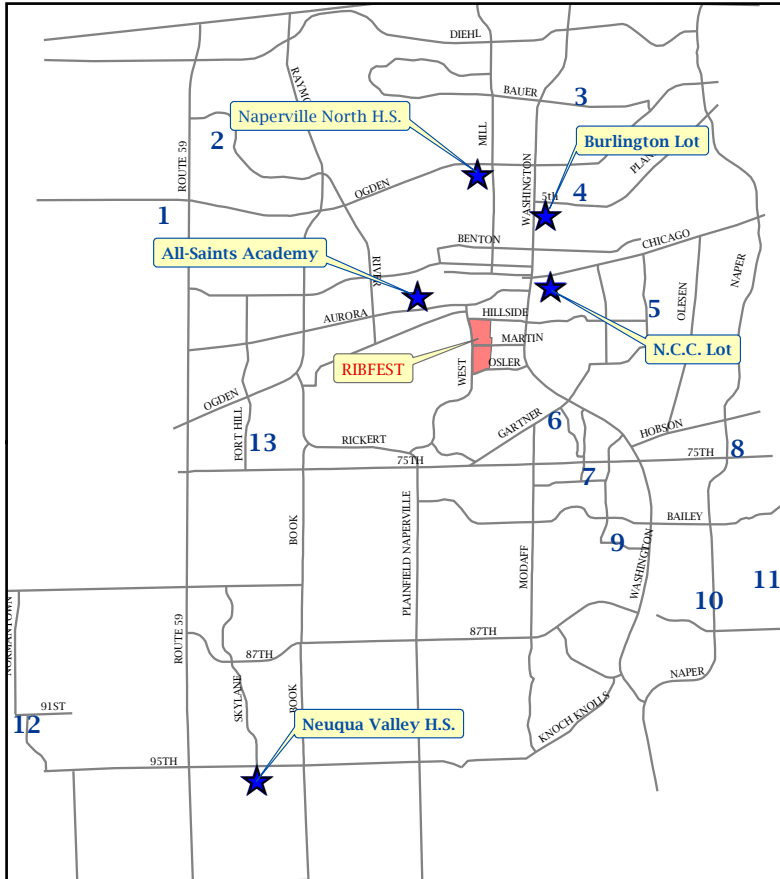 DIEHL
RAYMO
BAUER
3
Naperville North H.S.
MILL
2
Burlington Lot
PLAN
ROUTE 59
WASHINGTON
OGDEN
5th
4
1
BENTON
CHICAGO
All-Saints Academy
RIVER
NAPER
OLESEN
AURORA
HILLSIDE
5
MARTIN
N.C.C. Lot
RIBFEST
WEST
OSLER
OGDEN
FORT HILL
13
RICKERT
GARTNER
6
HOBSON
75TH
75TH
8
7
BOOK
PLAINFIELD NAPERVILLE
MODAFF
BAILEY
9
WASHINGTON
11
10
NORMANTOWN
ROUTE 59
87TH
87TH
NAPER
SKYLANE
BOOK
91ST
12
Neuqua Valley H.S.
KNOCH KNOLLS
95TH